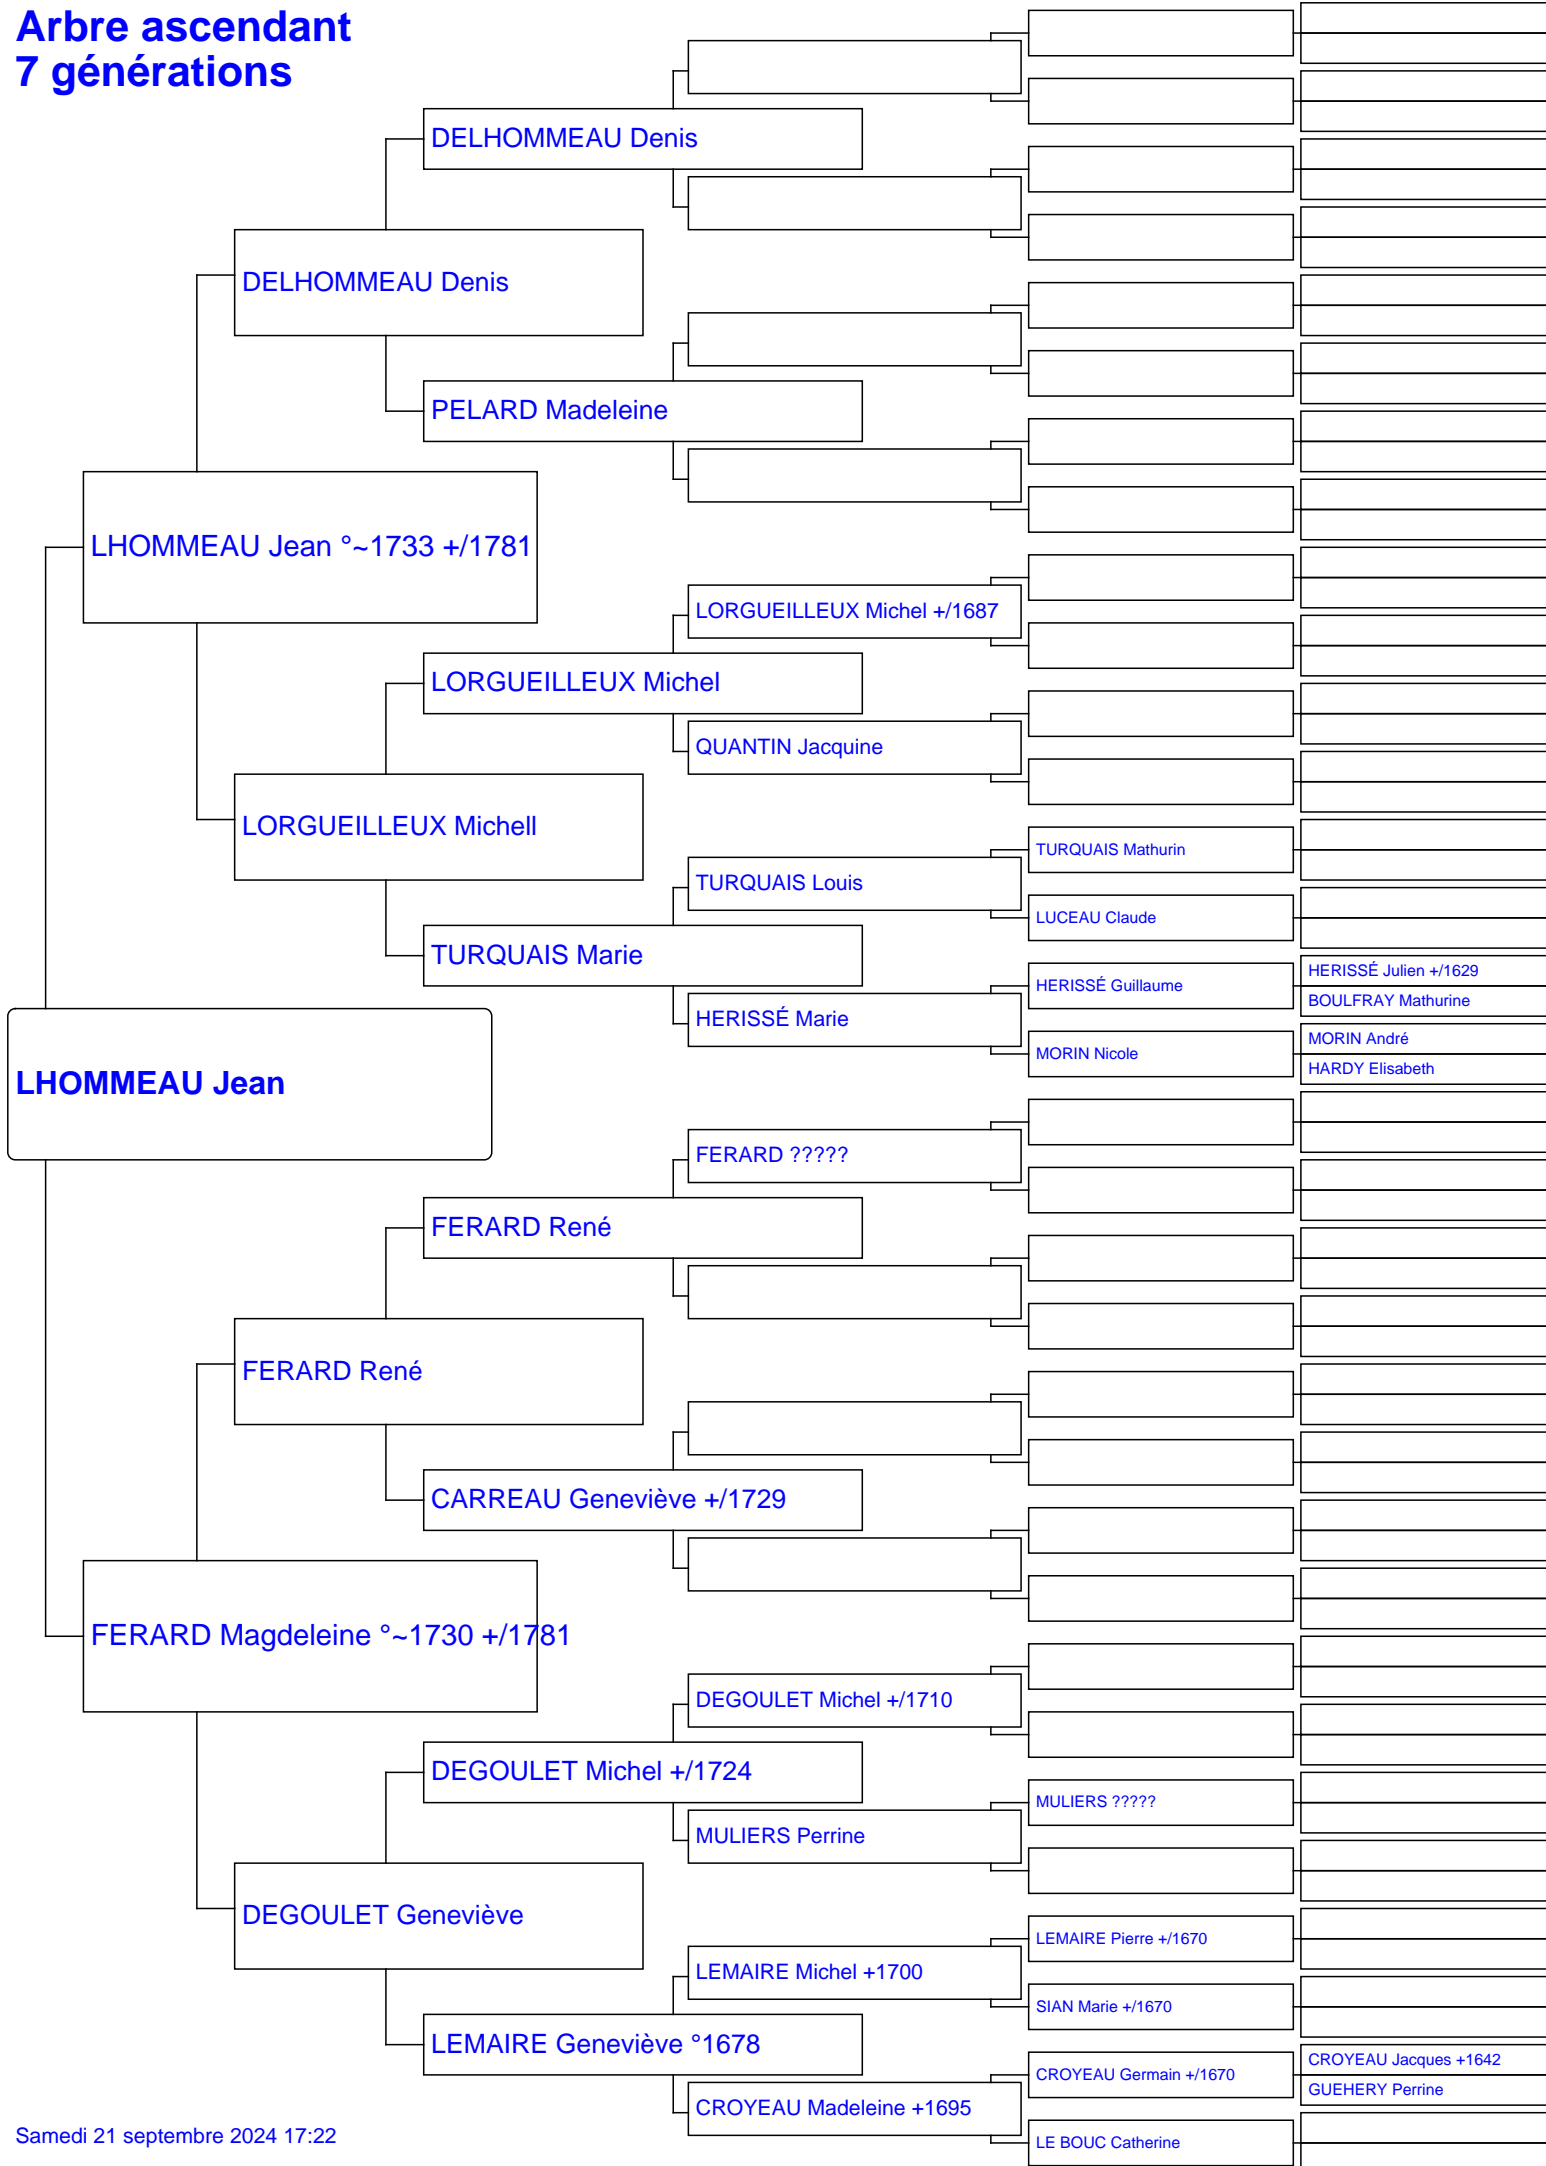 Arbre ascendant
7 générations
DELHOMMEAU Denis
DELHOMMEAU Denis
PELARD Madeleine
LHOMMEAU Jean °~1733 +/1781
LORGUEILLEUX Michel +/1687
LORGUEILLEUX Michel
QUANTIN Jacquine
LORGUEILLEUX Michell
TURQUAIS Mathurin
TURQUAIS Louis
LUCEAU Claude
TURQUAIS Marie
HERISSÉ Julien +/1629
HERISSÉ Guillaume
BOULFRAY Mathurine
HERISSÉ Marie
MORIN André
MORIN Nicole
HARDY Elisabeth
LHOMMEAU Jean
FERARD ?????
FERARD René
FERARD René
CARREAU Geneviève +/1729
FERARD Magdeleine °~1730 +/1781
DEGOULET Michel +/1710
DEGOULET Michel +/1724
MULIERS ?????
MULIERS Perrine
DEGOULET Geneviève
LEMAIRE Pierre +/1670
LEMAIRE Michel +1700
SIAN Marie +/1670
LEMAIRE Geneviève °1678
CROYEAU Jacques +1642
CROYEAU Germain +/1670
GUEHERY Perrine
CROYEAU Madeleine +1695
LE BOUC Catherine
Samedi 21 septembre 2024 17:22